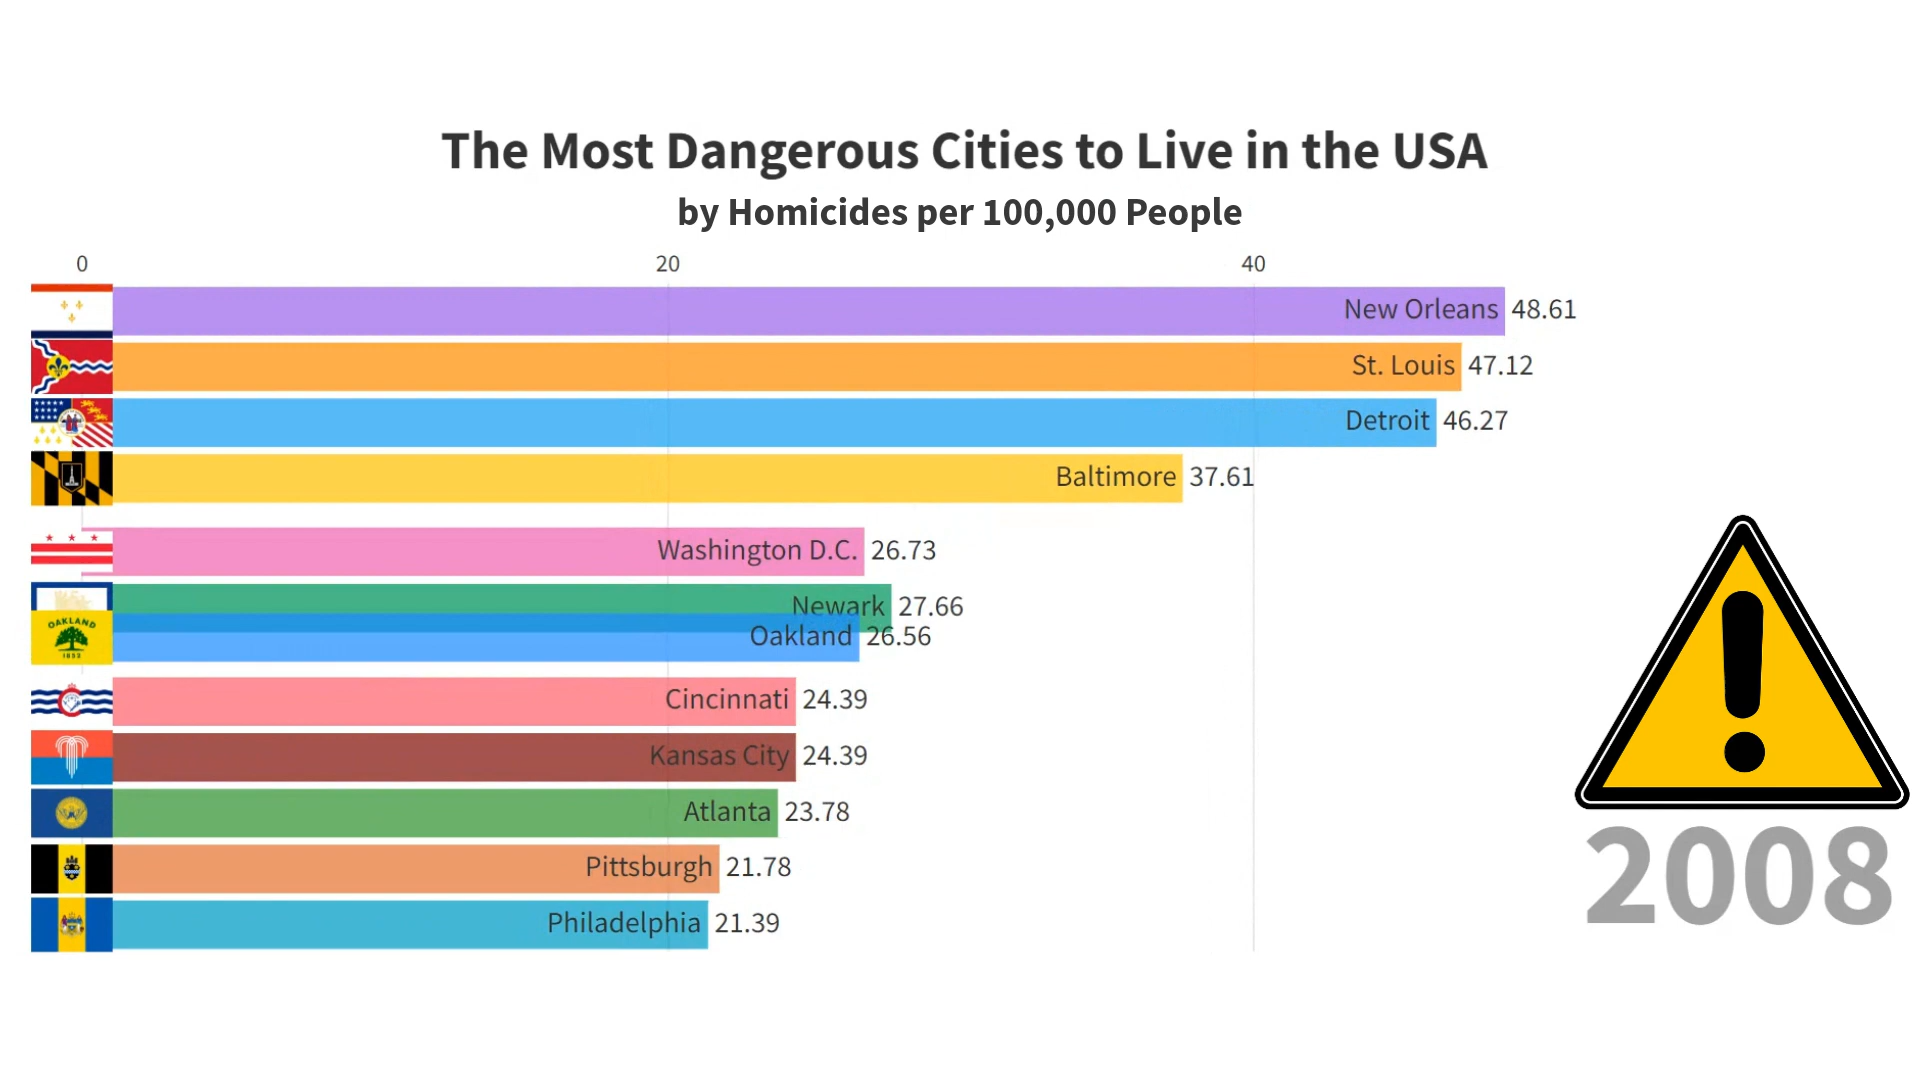 The Most Dangerous Cities to Live in the USA
by Homicides per 100,000 People
0 20 40
New Orleans 48.61
St. Louis 47.12
Detroit 46.27
Baltimore 37.61
Washington D.C. 26.73
Newark 27.66
OAKLAND
Oakland 26.56
1852
Cincinnati 24.39
Kansas City 24.39
Atlanta 23.78
Pittsburgh 21.78
Philadelphia 21.39
2008